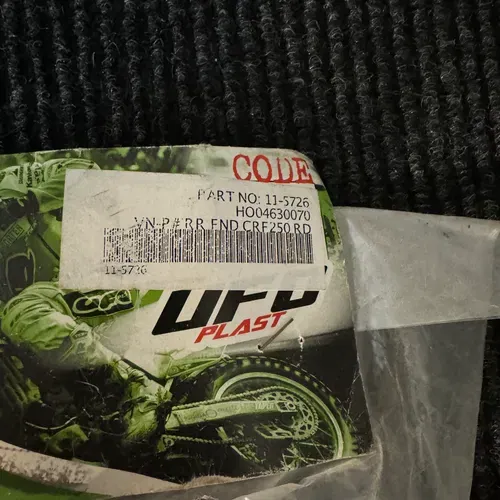 CODE
PART NO: 11-5726
HO04630070
VN-P# RR FND CRF250 RD
11-5726
UFO
PLAST